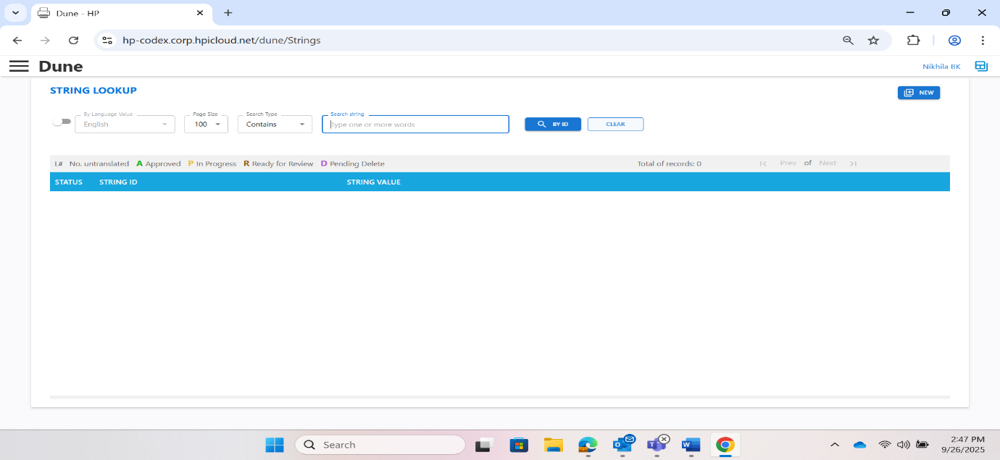 Dune - HP
hp-codex.corp.hpicloud.net/dune/Strings
Dune
Nikhila BK
STRING LOOKUP
NEW
By Language Value
English
Page Size
100
Search Type
Contains
Search string
Type one or more words
BY ID
CLEAR
L# No. untranslated A Approved P In Progress R Ready for Review D Pending Delete Total of records: 0 Prev of Next
STATUS STRING ID STRING VALUE
Search
2:47 PM
9/26/2025